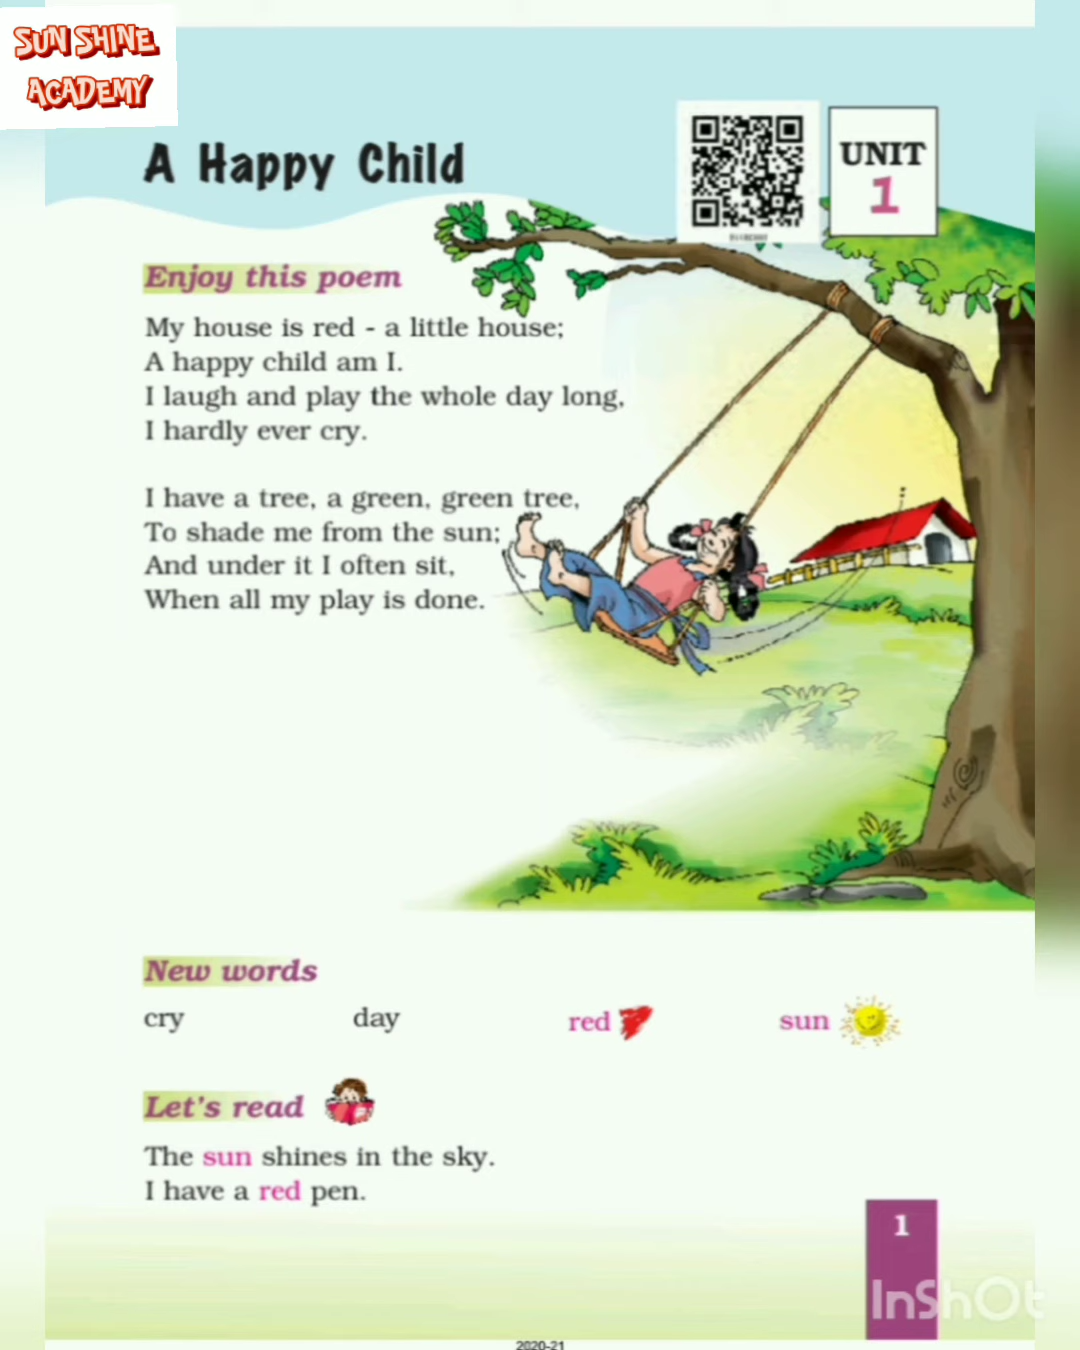 SUN SHINE
ACADEMY
A Happy Child
UNIT
1
Enjoy this poem
My house is red - a little house;
A happy child am I.
I laugh and play the whole day long,
I hardly ever cry.
I have a tree, a green, green tree,
To shade me from the sun;
And under it I often sit,
When all my play is done.
New words
cry day red sun
Let's read
The sun shines in the sky.
I have a red pen.
1
InShOt
2020-21